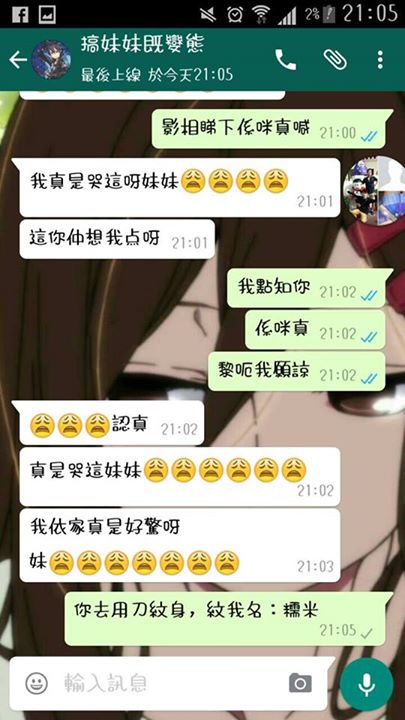 2% 21:05
搞妹妹既變態
最後上線 於今天21:05
影相睇下係咪真喊 21:00
我真是哭這呀妹妹😩😩😩😩
21:01
這你仲想我点呀 21:01
我點知你 21:02
係咪真 21:02
黎呃我願諒 21:02
😩😩😩認真 21:02
真是哭這妹妹😩😩😩😩😩😩
21:02
我依家真是好驚呀
妹😩😩😩😩😩😩😩 21:03
你去用刀紋身，紋我名：糯米
21:05
輸入訊息